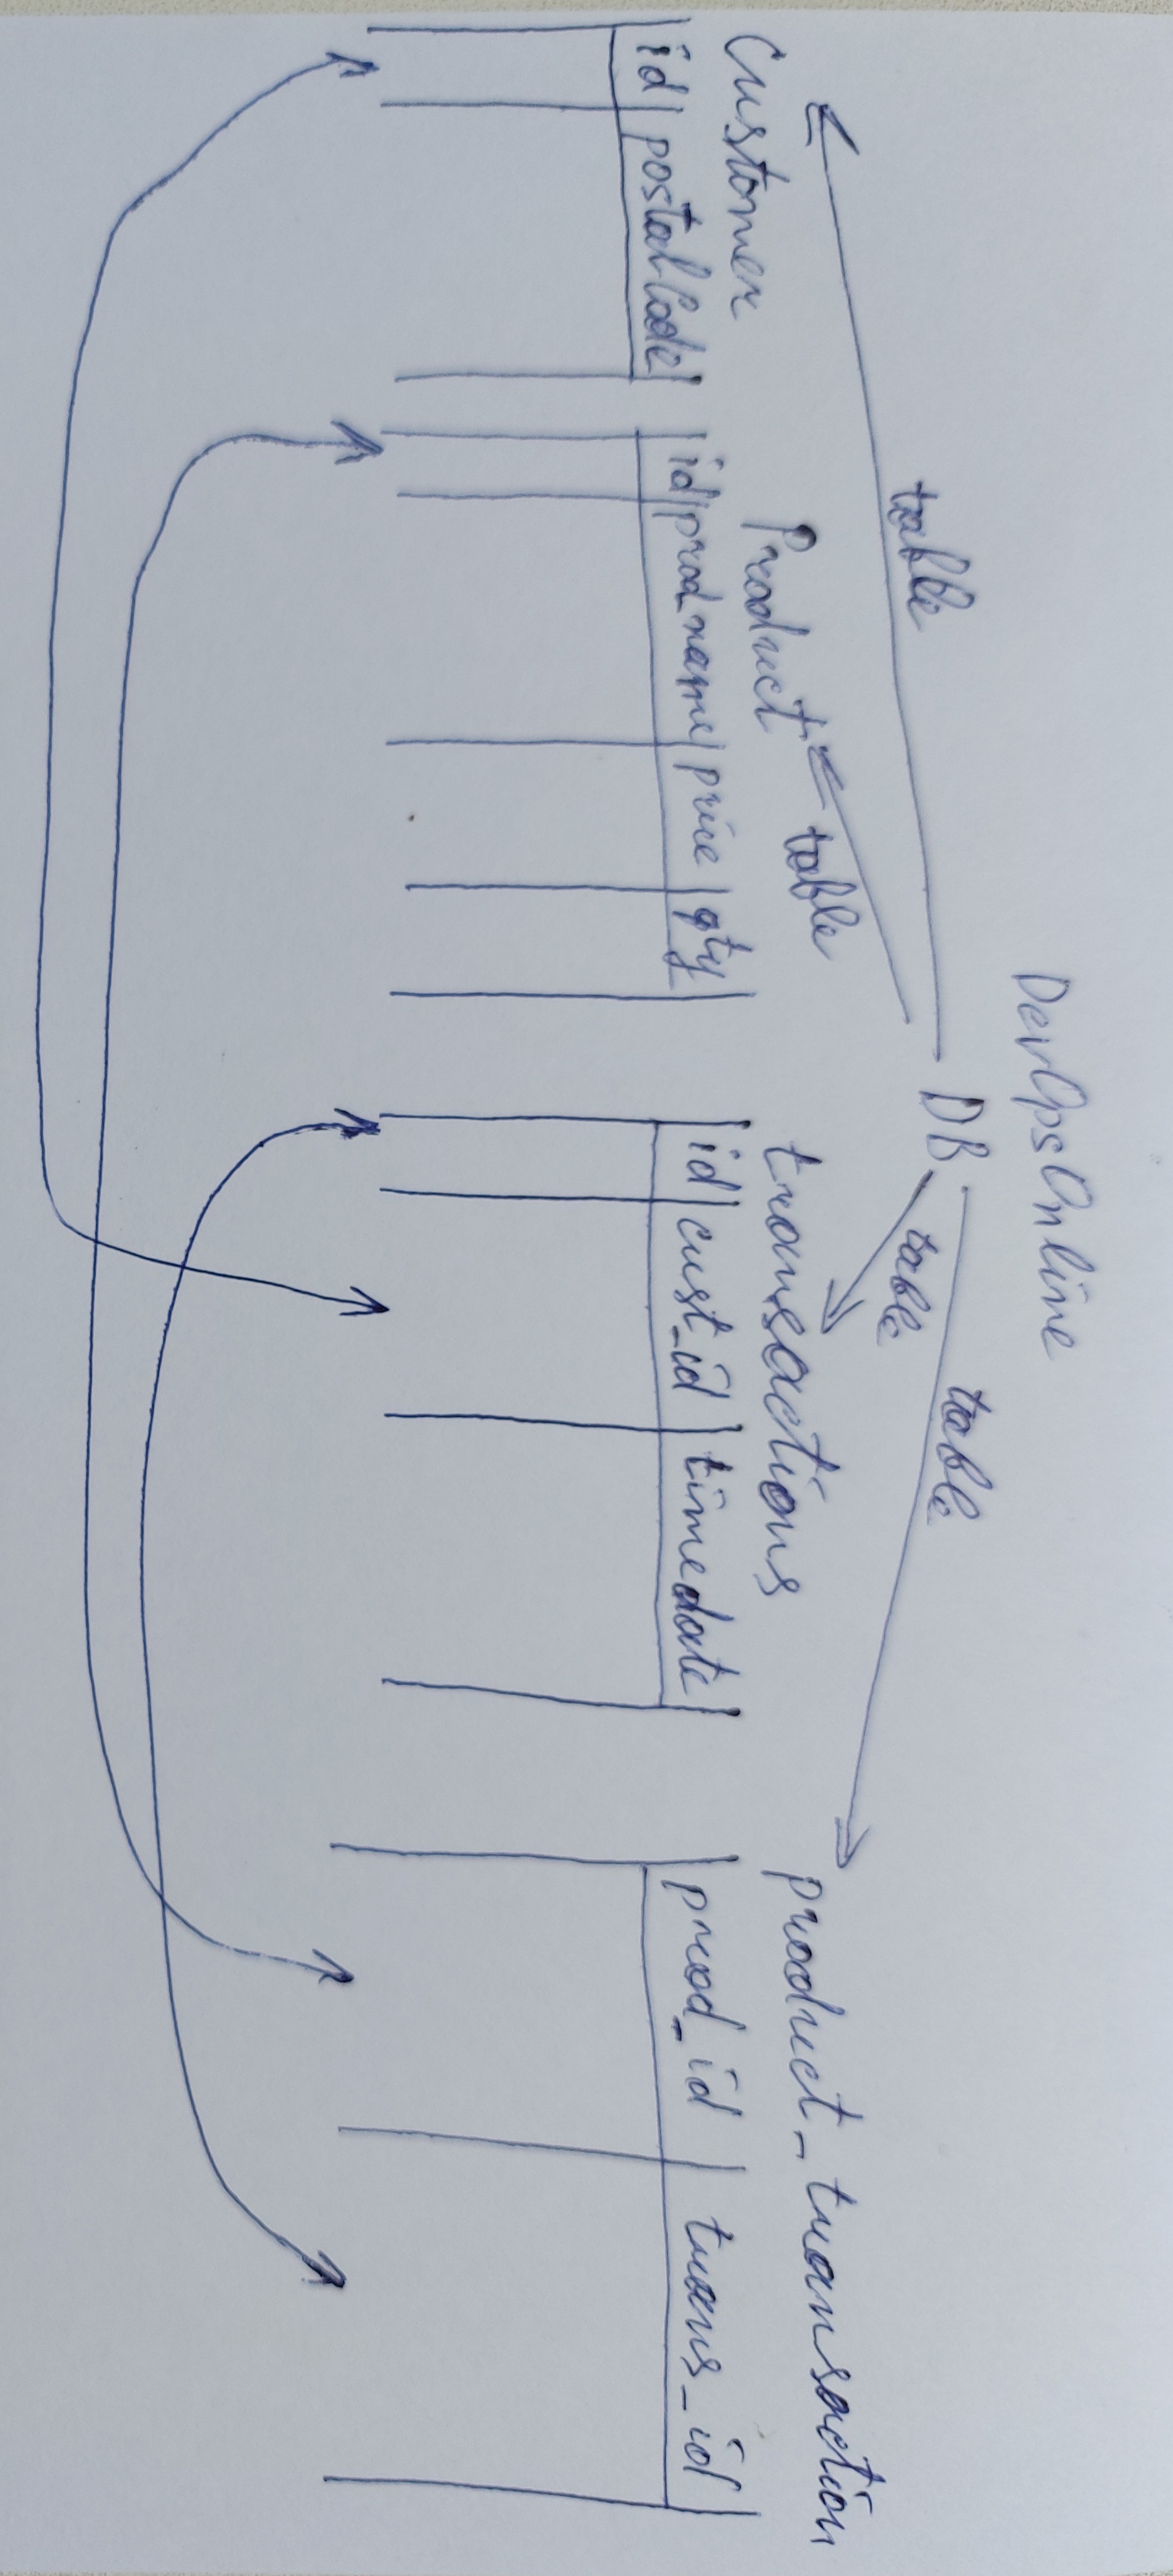 DevOpsOnline
DB
table
table
table
table
Customer
id postalCode
Product
id prod_name price qty
transactions
id cust_id timedate
product_transaction
prod_id trans_id